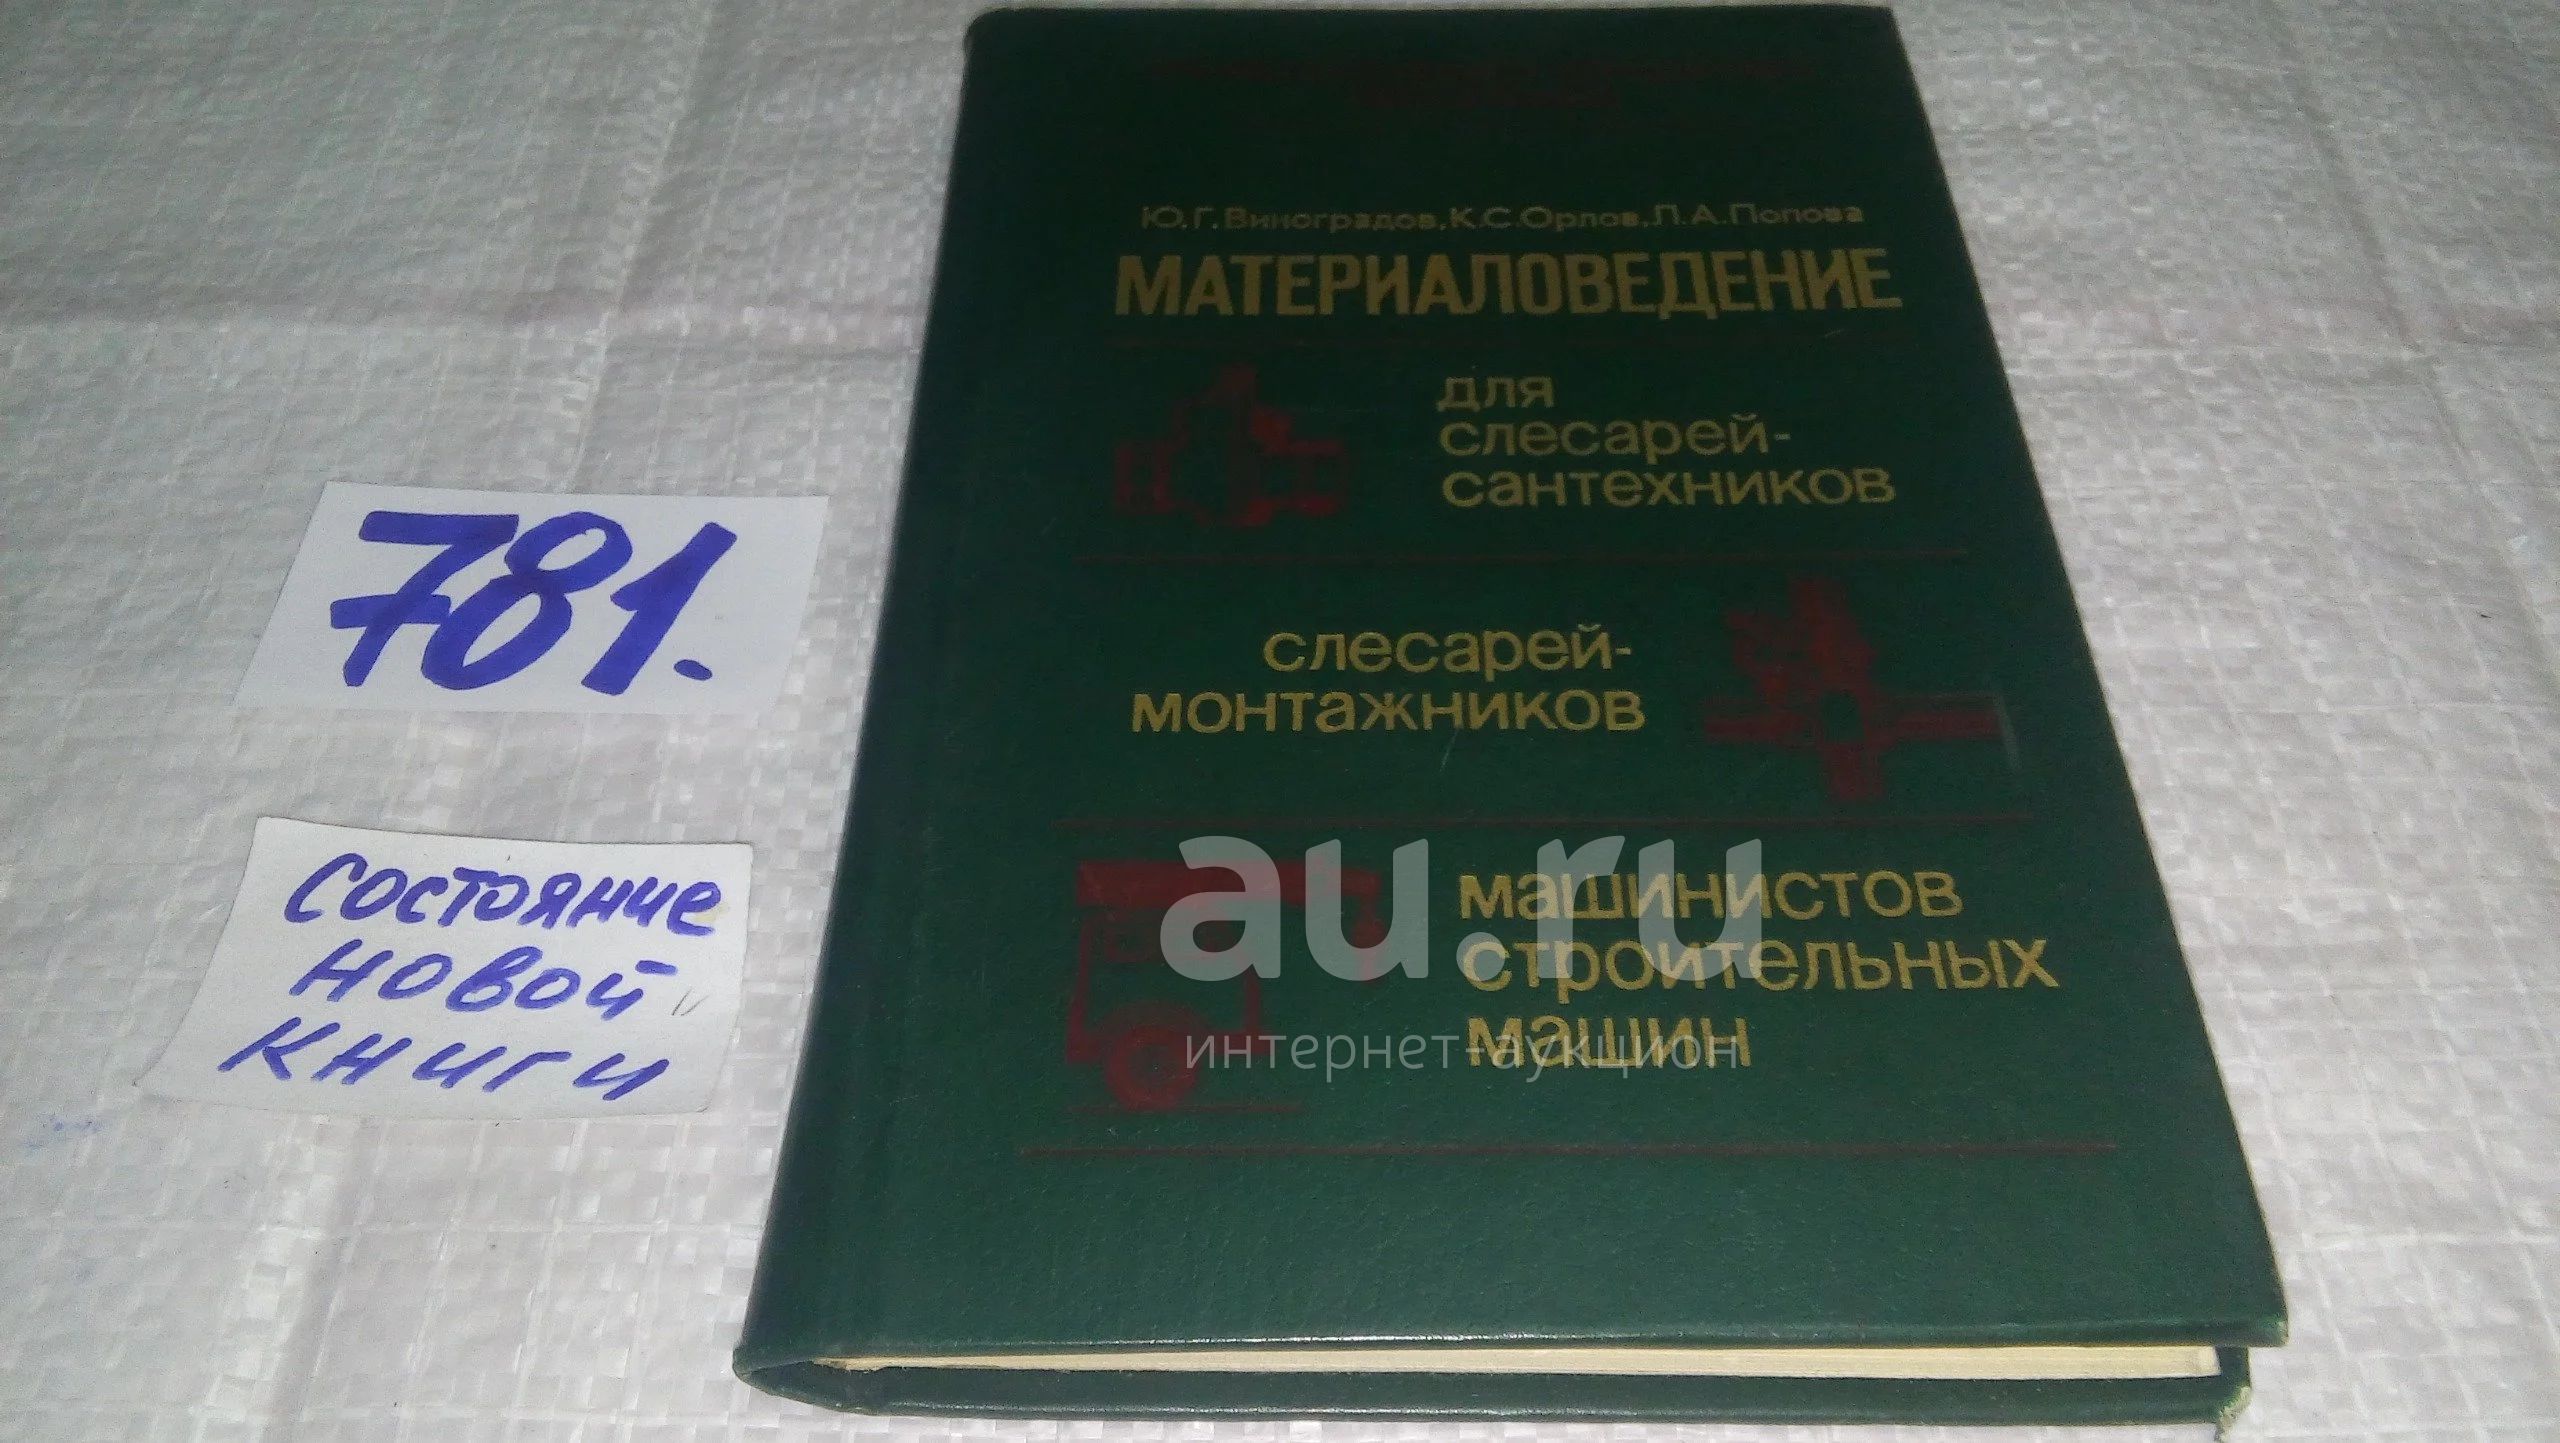 Ю.Г.Виноградов, К.С.Орлов, Л.А.Попова
МАТЕРИАЛОВЕДЕНИЕ
для
слесарей-
сантехников
слесарей-
монтажников
машинистов
строительных
машин
781.
Состояние
новой
книги
au.ru
интернет-аукцион